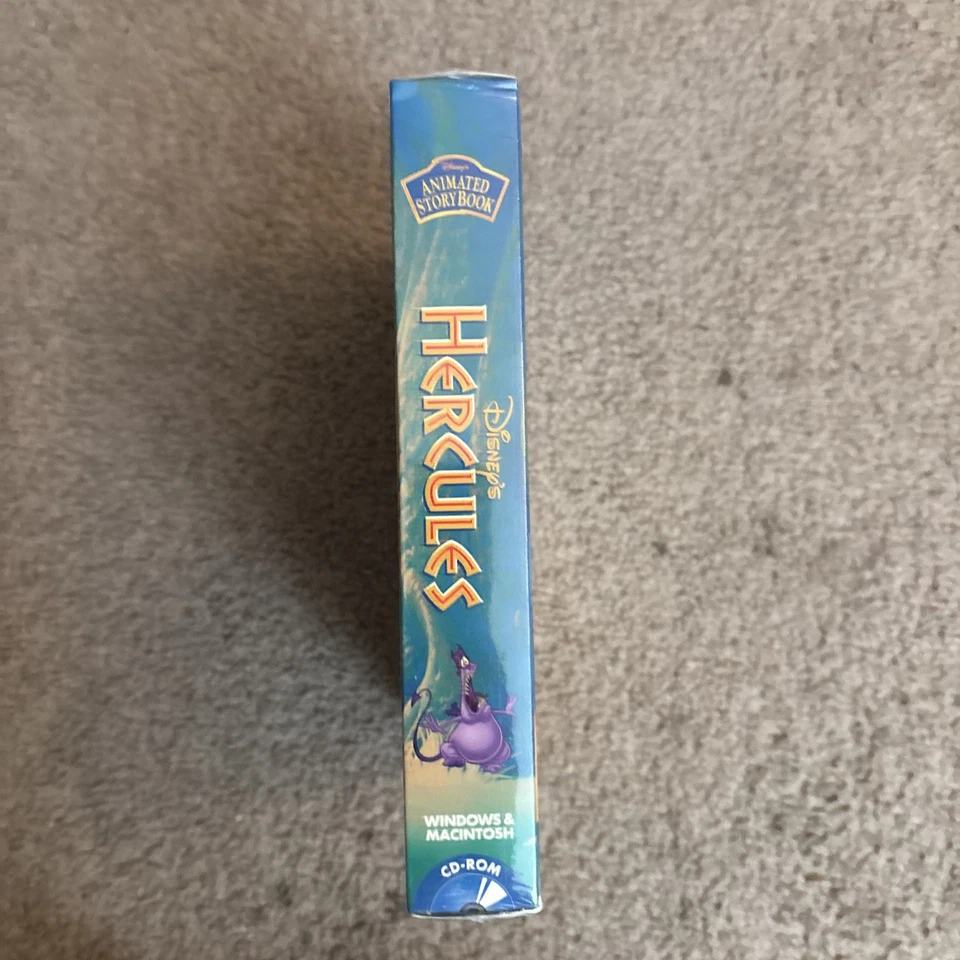 Disney's
ANIMATED
STORYBOOK
Disney's
HERCULES
WINDOWS &
MACINTOSH
CD-ROM